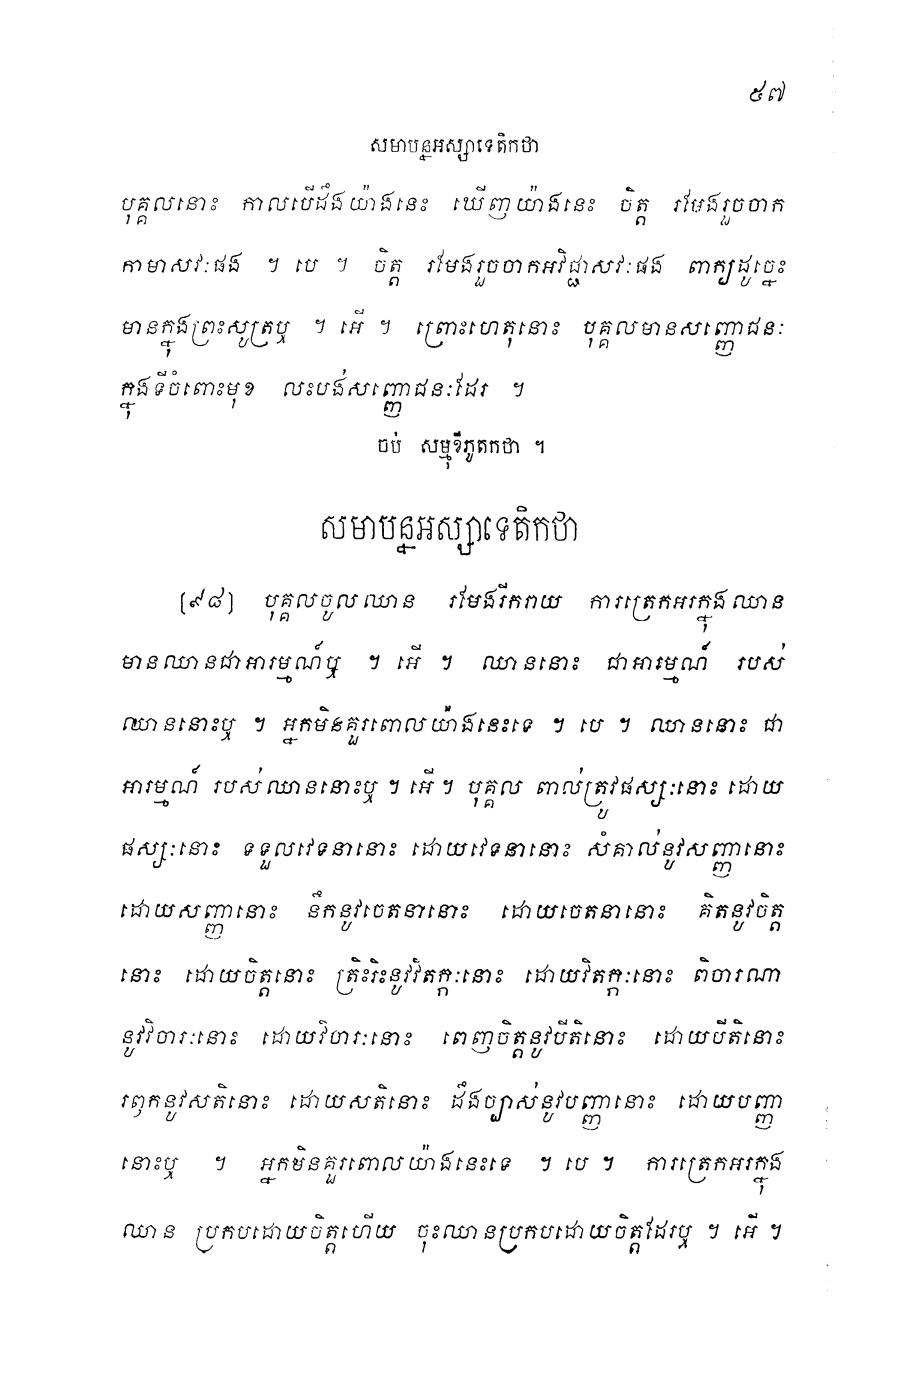 ៥៧
សមាបន្នអស្សាទេតិកថា
បុគ្គលនោះ កាលបើដឹងយ៉ាងនេះ ឃើញយ៉ាងនេះ ចិត្ត រមែងរួចចាក
កាមាសវៈផង ។ បេ ។ ចិត្ត រមែងរួចចាកអវិជ្ជាសវៈផង ពាក្យដូច្នេះ
មានក្នុងព្រះសូត្រឬ ។ អើ ។ ព្រោះហេតុនោះ បុគ្គលមានសញ្ញោជនៈ
ក្នុងទីចំពោះមុខ លះបង់សញ្ញោជនៈដែរ ។
ចប់ សម្មុខីភូតកថា ។
សមាបន្នអស្សាទេតិកថា
[៩៨] បុគ្គលចូលឈាន រមែងរីករាយ ការត្រេកអរក្នុងឈាន
មានឈានជាអារម្មណ៍ឬ ។ អើ ។ ឈាននោះ ជាអារម្មណ៍ របស់
ឈាននោះឬ ។ អ្នកមិនគួរពោលយ៉ាងនេះទេ ។ បេ ។ ឈាននោះ ជា
អារម្មណ៍ របស់ឈាននោះឬ ។ អើ ។ បុគ្គល ពាល់ត្រូវផស្សៈនោះ ដោយ
ផស្សៈនោះ ទទួលវេទនានោះ ដោយវេទនានោះ សំគាល់នូវសញ្ញានោះ
ដោយសញ្ញានោះ នឹកនូវចេតនានោះ ដោយចេតនានោះ គិតនូវចិត្ត
នោះ ដោយចិត្តនោះ ត្រិះរិះនូវវិតក្កៈនោះ ដោយវិតក្កៈនោះ ពិចារណា
នូវវិចារៈនោះ ដោយវិចារៈនោះ ពេញចិត្តនូវបីតិនោះ ដោយបីតិនោះ
រឭកនូវសតិនោះ ដោយសតិនោះ ដឹងច្បាស់នូវបញ្ញានោះ ដោយបញ្ញា
នោះឬ ។ អ្នកមិនគួរពោលយ៉ាងនេះទេ ។ បេ ។ ការត្រេកអរក្នុង
ឈាន ប្រកបដោយចិត្តហើយ ចុះឈានប្រកបដោយចិត្តដែរឬ ។ អើ ។